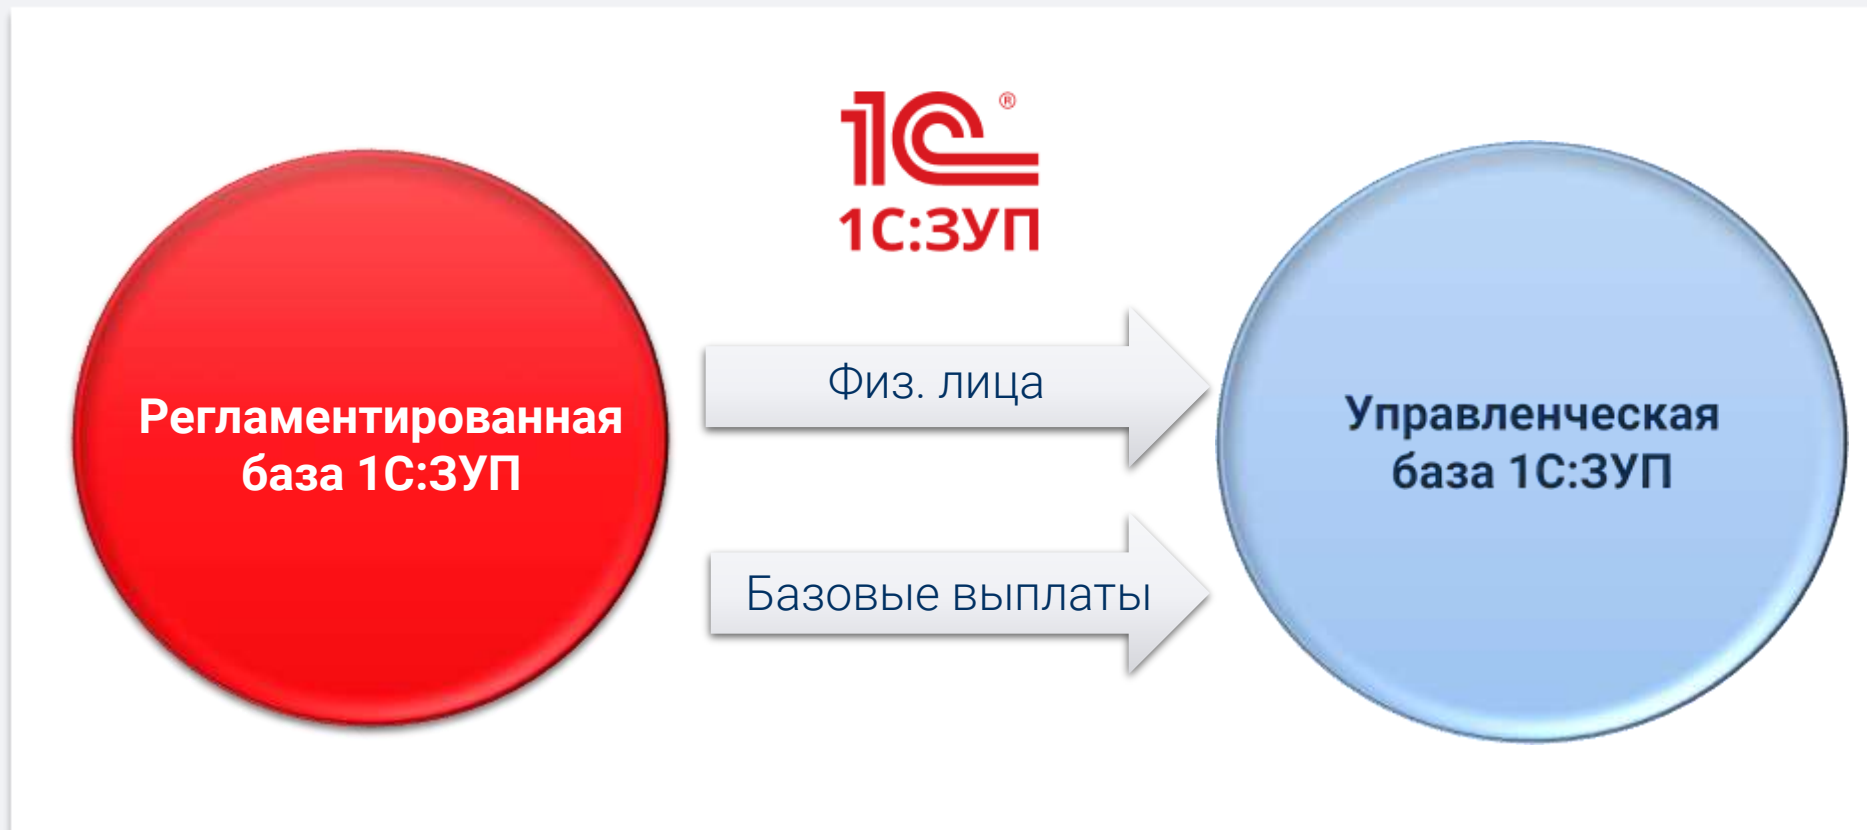 1С®
1С:ЗУП
Регламентированная
база 1С:ЗУП
Физ. лица
Базовые выплаты
Управленческая
база 1С:ЗУП